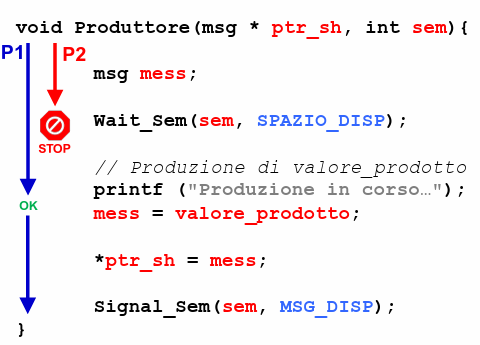 void Produttore(msg * ptr_sh, int sem){
P1 P2
msg mess;
Wait_Sem(sem, SPAZIO_DISP);
STOP
// Produzione di valore_prodotto
printf ("Produzione in corso…");
OK
mess = valore_prodotto;
*ptr_sh = mess;
Signal_Sem(sem, MSG_DISP);
}